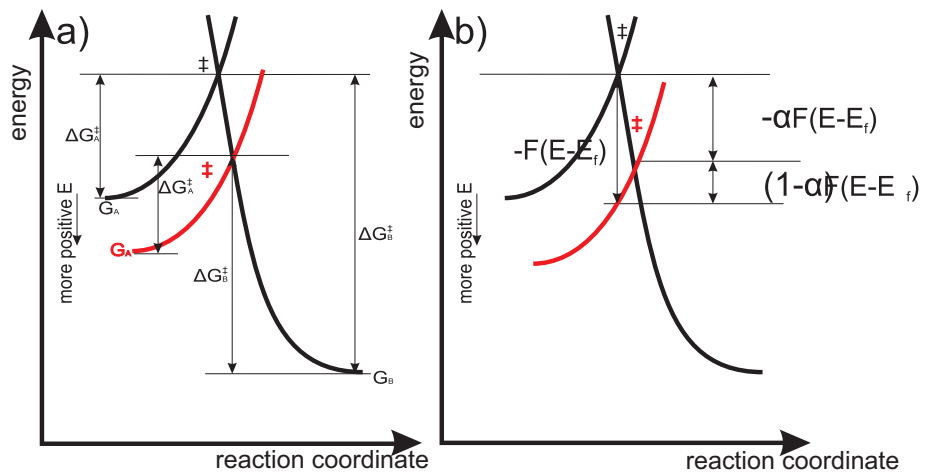 a)
energy
more positive E
‡
ΔG‡A
GA
‡
ΔG‡A
GA
ΔG‡B
ΔG‡B
GB
reaction coordinate
b)
energy
more positive E
‡
‡
-F(E-Ef)
-αF(E-Ef)
(1-α)F(E-Ef)
reaction coordinate